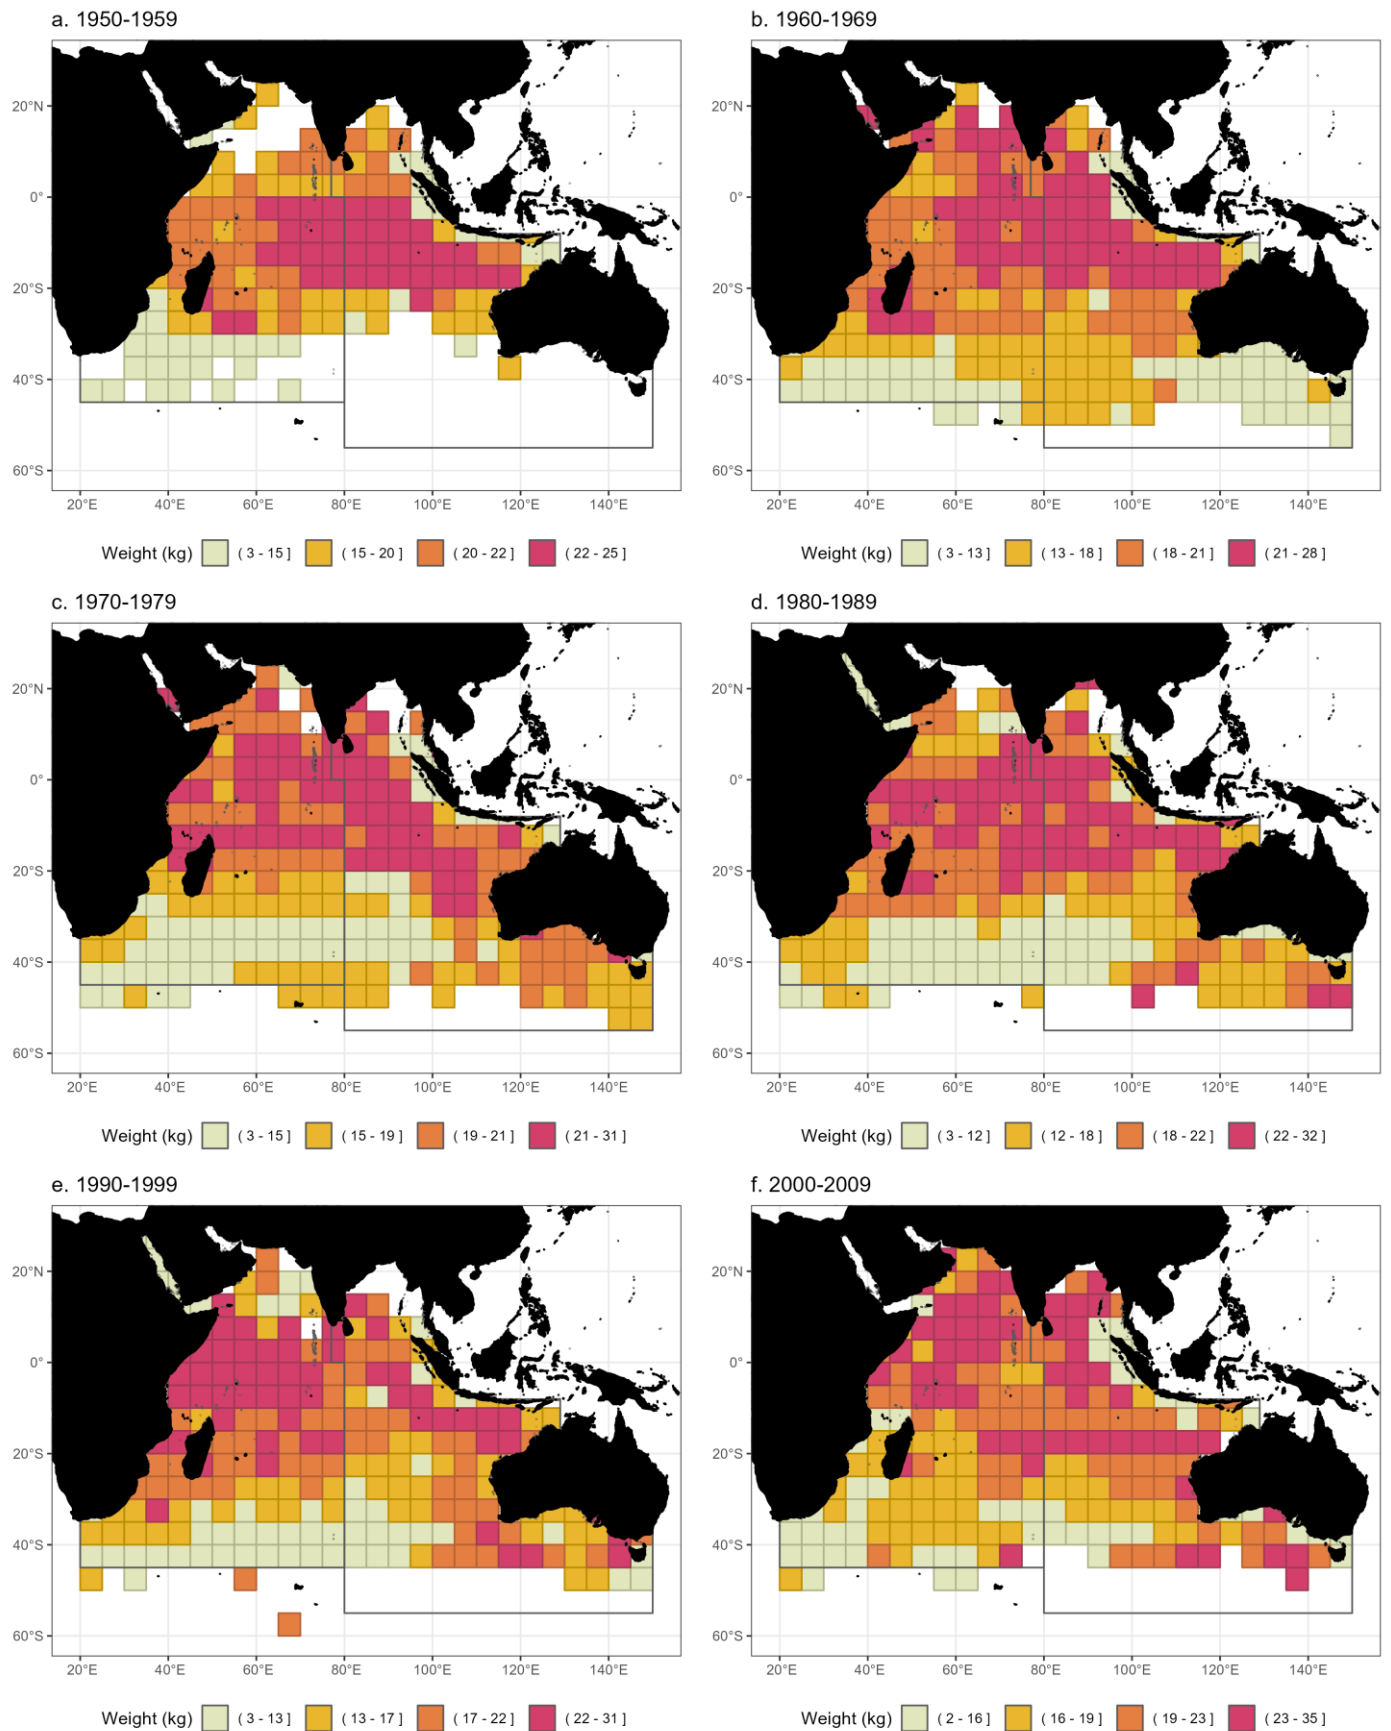 a. 1950-1959
b. 1960-1969
20°N
0°
20°S
40°S
60°S
20°E 40°E 60°E 80°E 100°E 120°E 140°E
20°N
0°
20°S
40°S
60°S
20°E 40°E 60°E 80°E 100°E 120°E 140°E
Weight (kg) ( 3 - 15 ] ( 15 - 20 ] ( 20 - 22 ] ( 22 - 25 ]
Weight (kg) ( 3 - 13 ] ( 13 - 18 ] ( 18 - 21 ] ( 21 - 28 ]
c. 1970-1979
d. 1980-1989
20°N
0°
20°S
40°S
60°S
20°E 40°E 60°E 80°E 100°E 120°E 140°E
20°N
0°
20°S
40°S
60°S
20°E 40°E 60°E 80°E 100°E 120°E 140°E
Weight (kg) ( 3 - 15 ] ( 15 - 19 ] ( 19 - 21 ] ( 21 - 31 ]
Weight (kg) ( 3 - 12 ] ( 12 - 18 ] ( 18 - 22 ] ( 22 - 32 ]
e. 1990-1999
f. 2000-2009
20°N
0°
20°S
40°S
60°S
20°E 40°E 60°E 80°E 100°E 120°E 140°E
20°N
0°
20°S
40°S
60°S
20°E 40°E 60°E 80°E 100°E 120°E 140°E
Weight (kg) ( 3 - 13 ] ( 13 - 17 ] ( 17 - 22 ] ( 22 - 31 ]
Weight (kg) ( 2 - 16 ] ( 16 - 19 ] ( 19 - 23 ] ( 23 - 35 ]